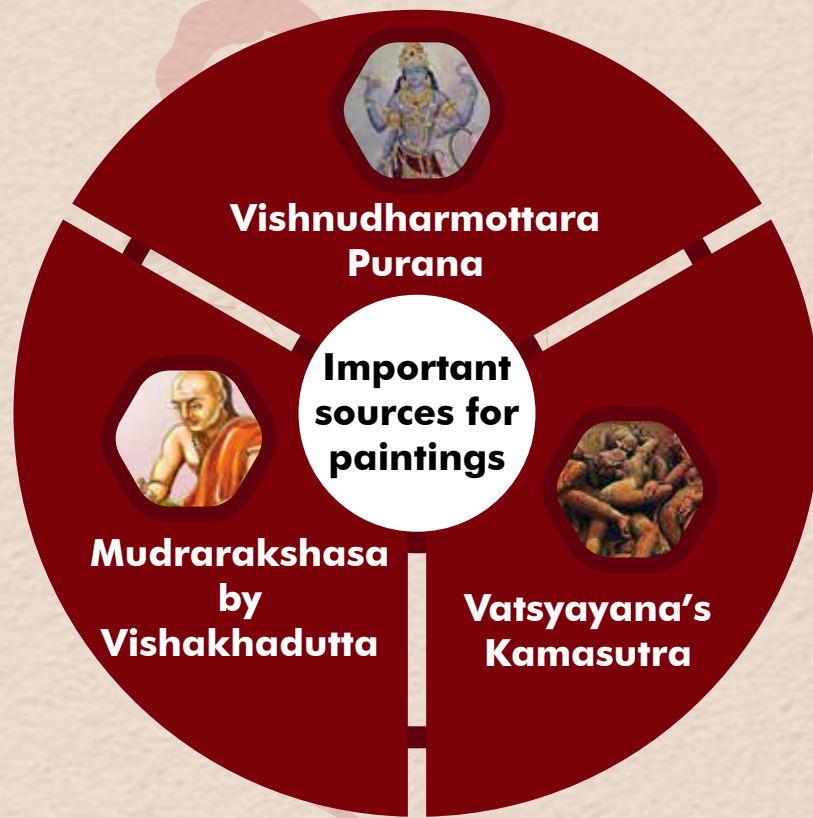 Vishnudharmottara
Purana
Important
sources for
paintings
Mudrarakshasa
by
Vishakhadutta
Vatsyayana’s
Kamasutra